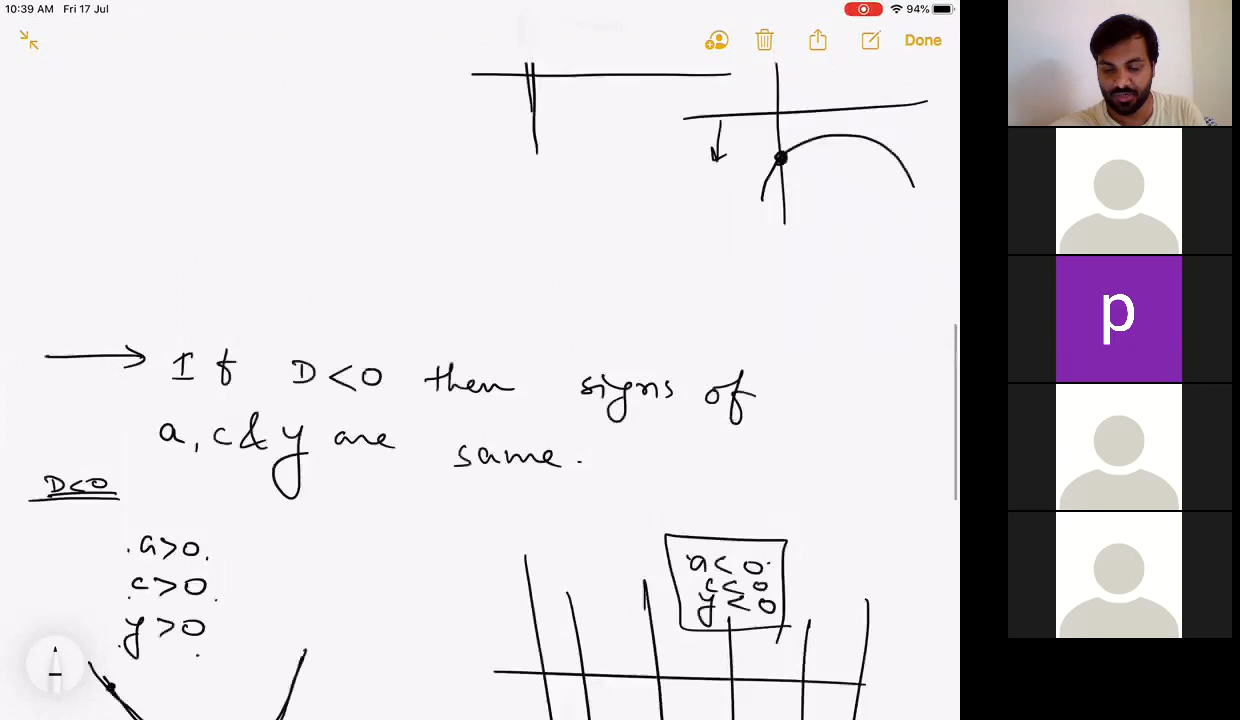 10:39 AM Fri 17 Jul
94%
Done
If D<0 then signs of
a, c & y are same.
D<0
a>0
c>0
y>0
a<0
c<0
y<0
p